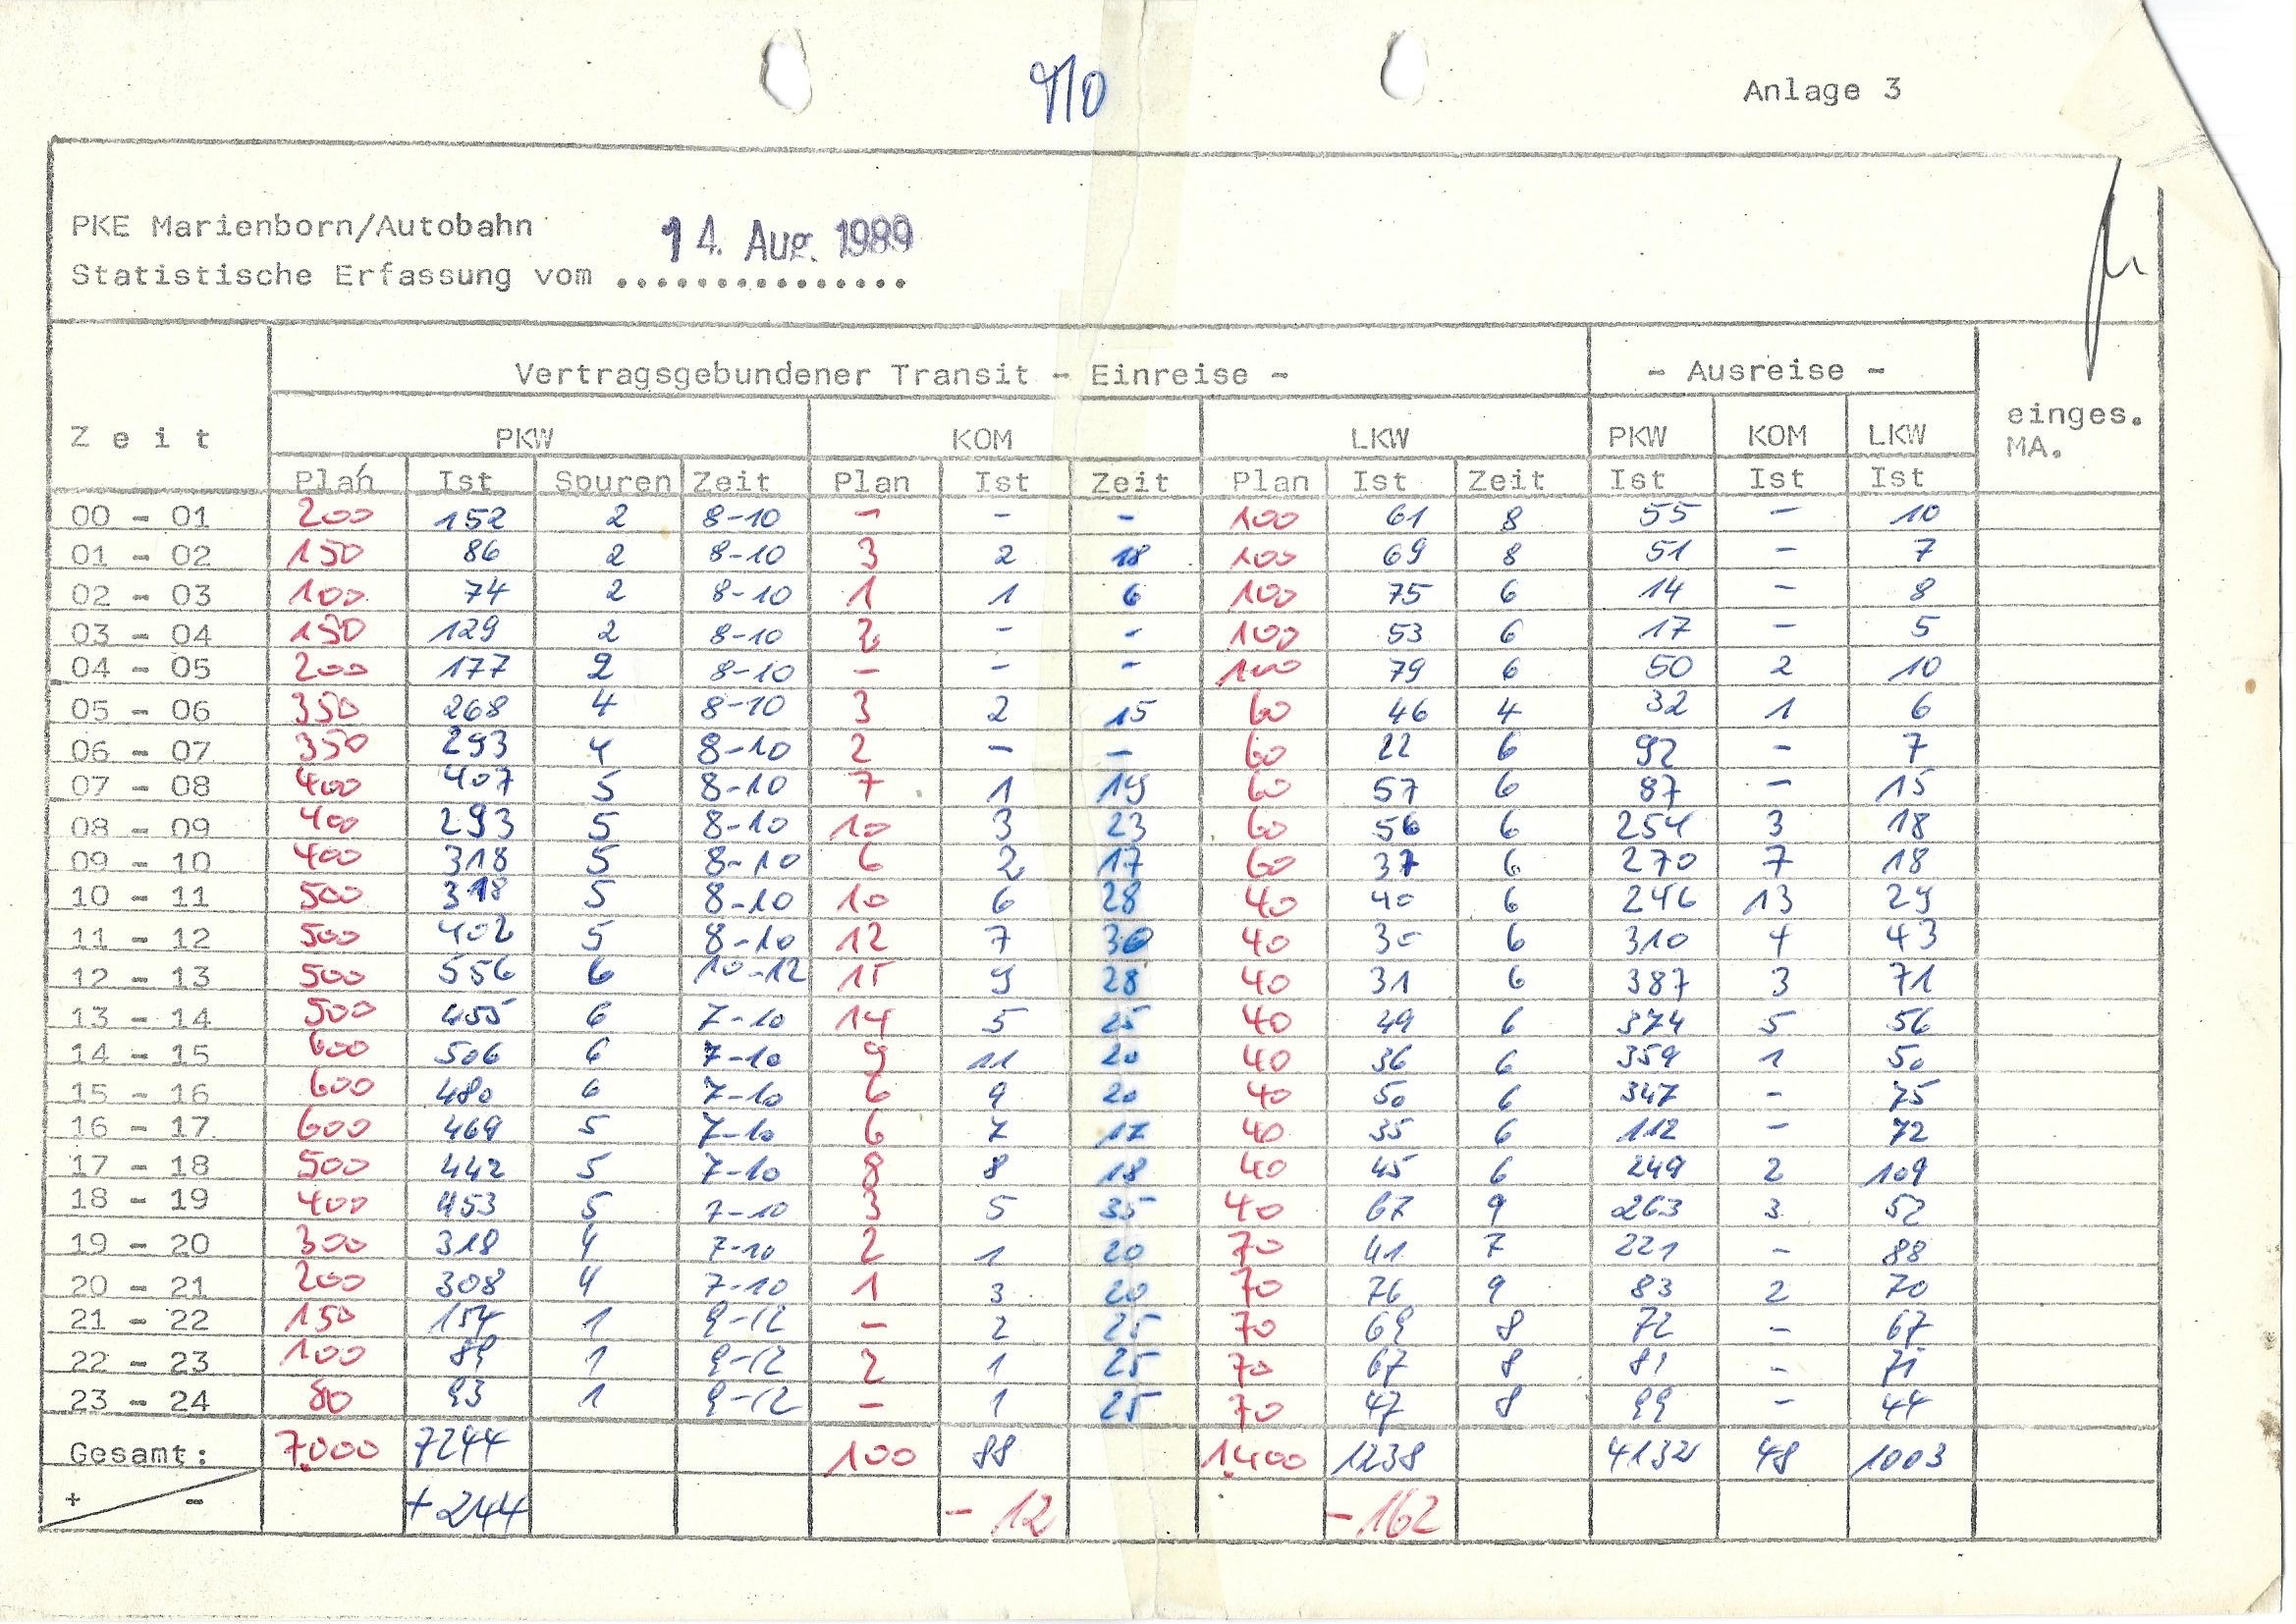 910
Anlage 3
PKE Marienborn/Autobahn 14. Aug. 1989
Statistische Erfassung vom ...............
Vertragsgebundener Transit - Einreise - - Ausreise -
Zeit PKW KOM LKW PKW KOM LKW einges. MA.
Plan Ist Spuren Zeit Plan Ist Zeit Plan Ist Zeit Ist Ist Ist
00 - 01 200 152 2 8-10 - - - 100 61 8 55 - 10
01 - 02 150 86 2 8-10 3 2 18 100 69 8 51 - 7
02 - 03 100 74 2 8-10 1 1 6 100 75 6 14 - 8
03 - 04 150 129 2 8-10 2 - - 100 53 6 17 - 5
04 - 05 200 177 2 8-10 - - - 100 79 6 50 2 10
05 - 06 350 268 4 8-10 3 2 15 60 46 4 32 1 6
06 - 07 350 293 4 8-10 2 - - 60 22 6 92 - 7
07 - 08 400 407 5 8-10 7 1 19 60 57 6 87 - 15
08 - 09 400 293 5 8-10 10 3 23 60 56 6 254 3 18
09 - 10 400 318 5 8-10 6 2 17 60 37 6 270 7 18
10 - 11 500 318 5 8-10 10 6 28 40 40 6 246 13 29
11 - 12 500 402 5 8-10 12 7 30 40 30 6 310 4 43
12 - 13 500 556 6 10-12 15 9 28 40 31 6 387 3 71
13 - 14 500 455 6 7-10 14 5 25 40 49 6 374 5 56
14 - 15 600 506 6 7-10 9 11 20 40 36 6 359 1 50
15 - 16 600 480 6 7-10 6 9 20 40 50 6 347 - 75
16 - 17 600 469 5 7-10 6 7 17 40 35 6 112 - 72
17 - 18 500 442 5 7-10 8 8 18 40 45 6 249 2 109
18 - 19 400 453 5 7-10 3 5 35 40 67 9 263 3 52
19 - 20 300 318 4 7-10 2 1 20 70 41 7 221 - 88
20 - 21 200 308 4 7-10 1 3 20 70 76 9 83 2 70
21 - 22 150 154 1 9-12 - 2 25 70 69 8 72 - 67
22 - 23 100 89 1 9-12 2 1 25 70 67 8 81 - 71
23 - 24 80 93 1 9-12 - 1 25 70 47 8 99 - 44
Gesamt: 7.000 7244 100 88 1.400 1238 4132 48 1003
+ - +244 - 12 -162